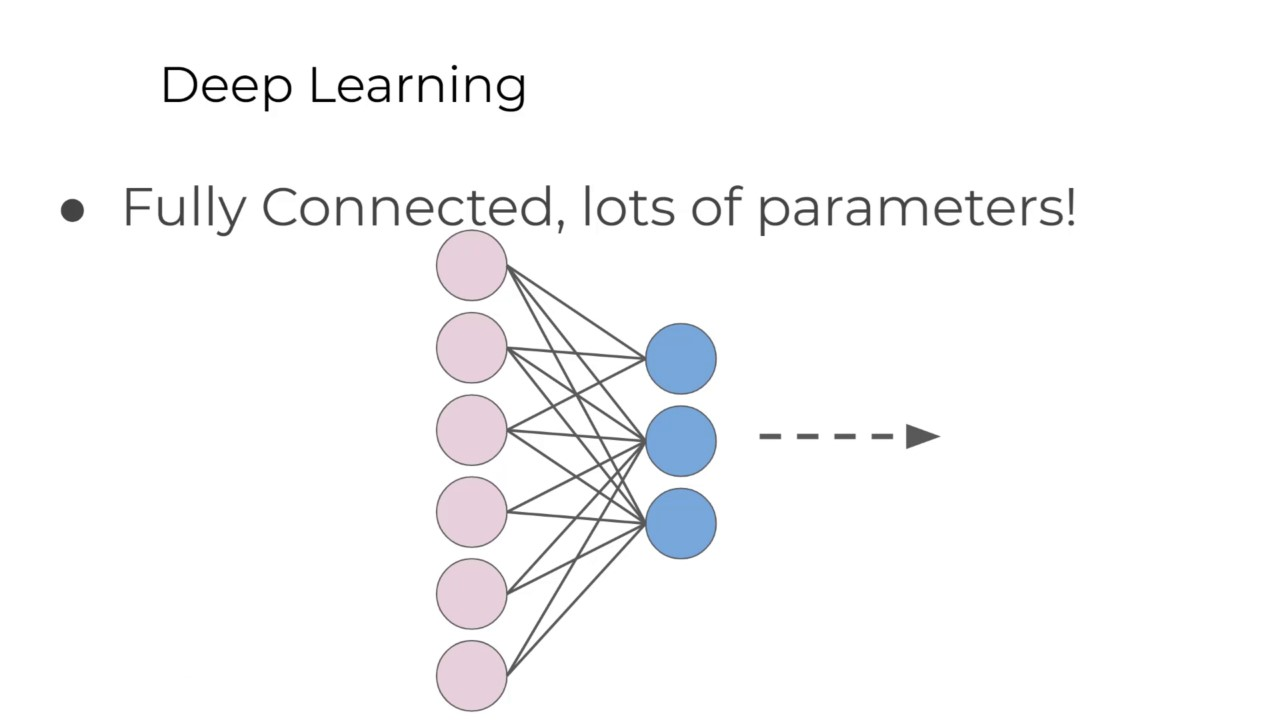 Deep Learning
● Fully Connected, lots of parameters!